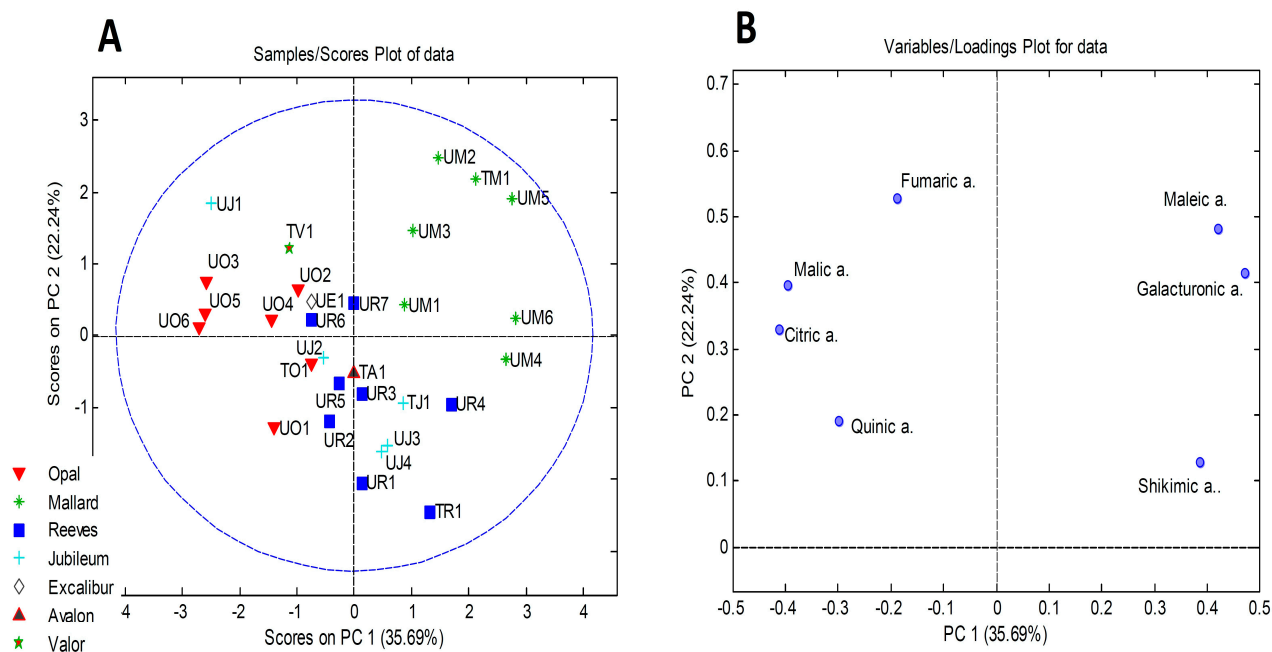 A
Samples/Scores Plot of data
Scores on PC 2 (22.24%)
3
2
1
0
-1
UM2
TM1
UM5
UJ1
UM3
TV1
UO3
UO2
UO5
UO4
UE1
UR7
UM1
UO6
UR6
UM6
UJ2
UM4
TO1
TA1
UR3
TJ1
UR4
UR5
UO1
UR2
UJ3
UJ4
UR1
TR1
4
-3
-2
-1
0
1
2
3
4
Scores on PC 1 (35.69%)
Opal
Mallard
Reeves
Jubileum
Excalibur
Avalon
Valor
B
Variables/Loadings Plot for data
PC 2 (22.24%)
0.7
0.6
0.5
0.4
0.3
0.2
0.1
0
Fumaric a.
Maleic a.
Malic a.
Galacturonic a.
Citric a.
Quinic a.
Shikimic a..
-0.5
-0.4
-0.3
-0.2
-0.1
0
0.1
0.2
0.3
0.4
0.5
PC 1 (35.69%)